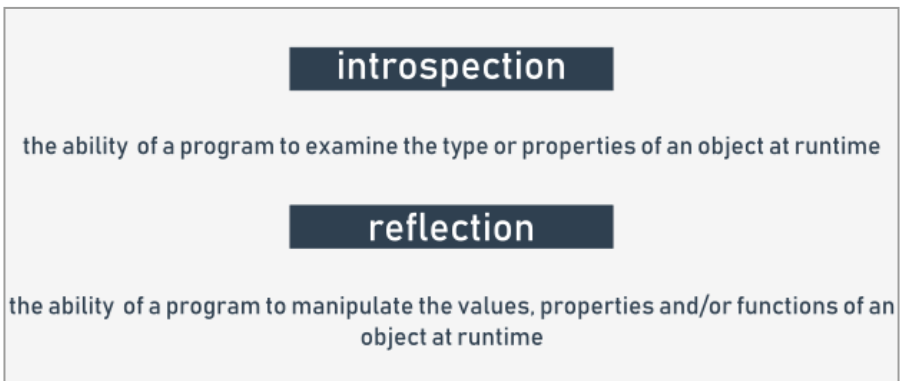 introspection
the ability of a program to examine the type or properties of an object at runtime
reflection
the ability of a program to manipulate the values, properties and/or functions of an
object at runtime